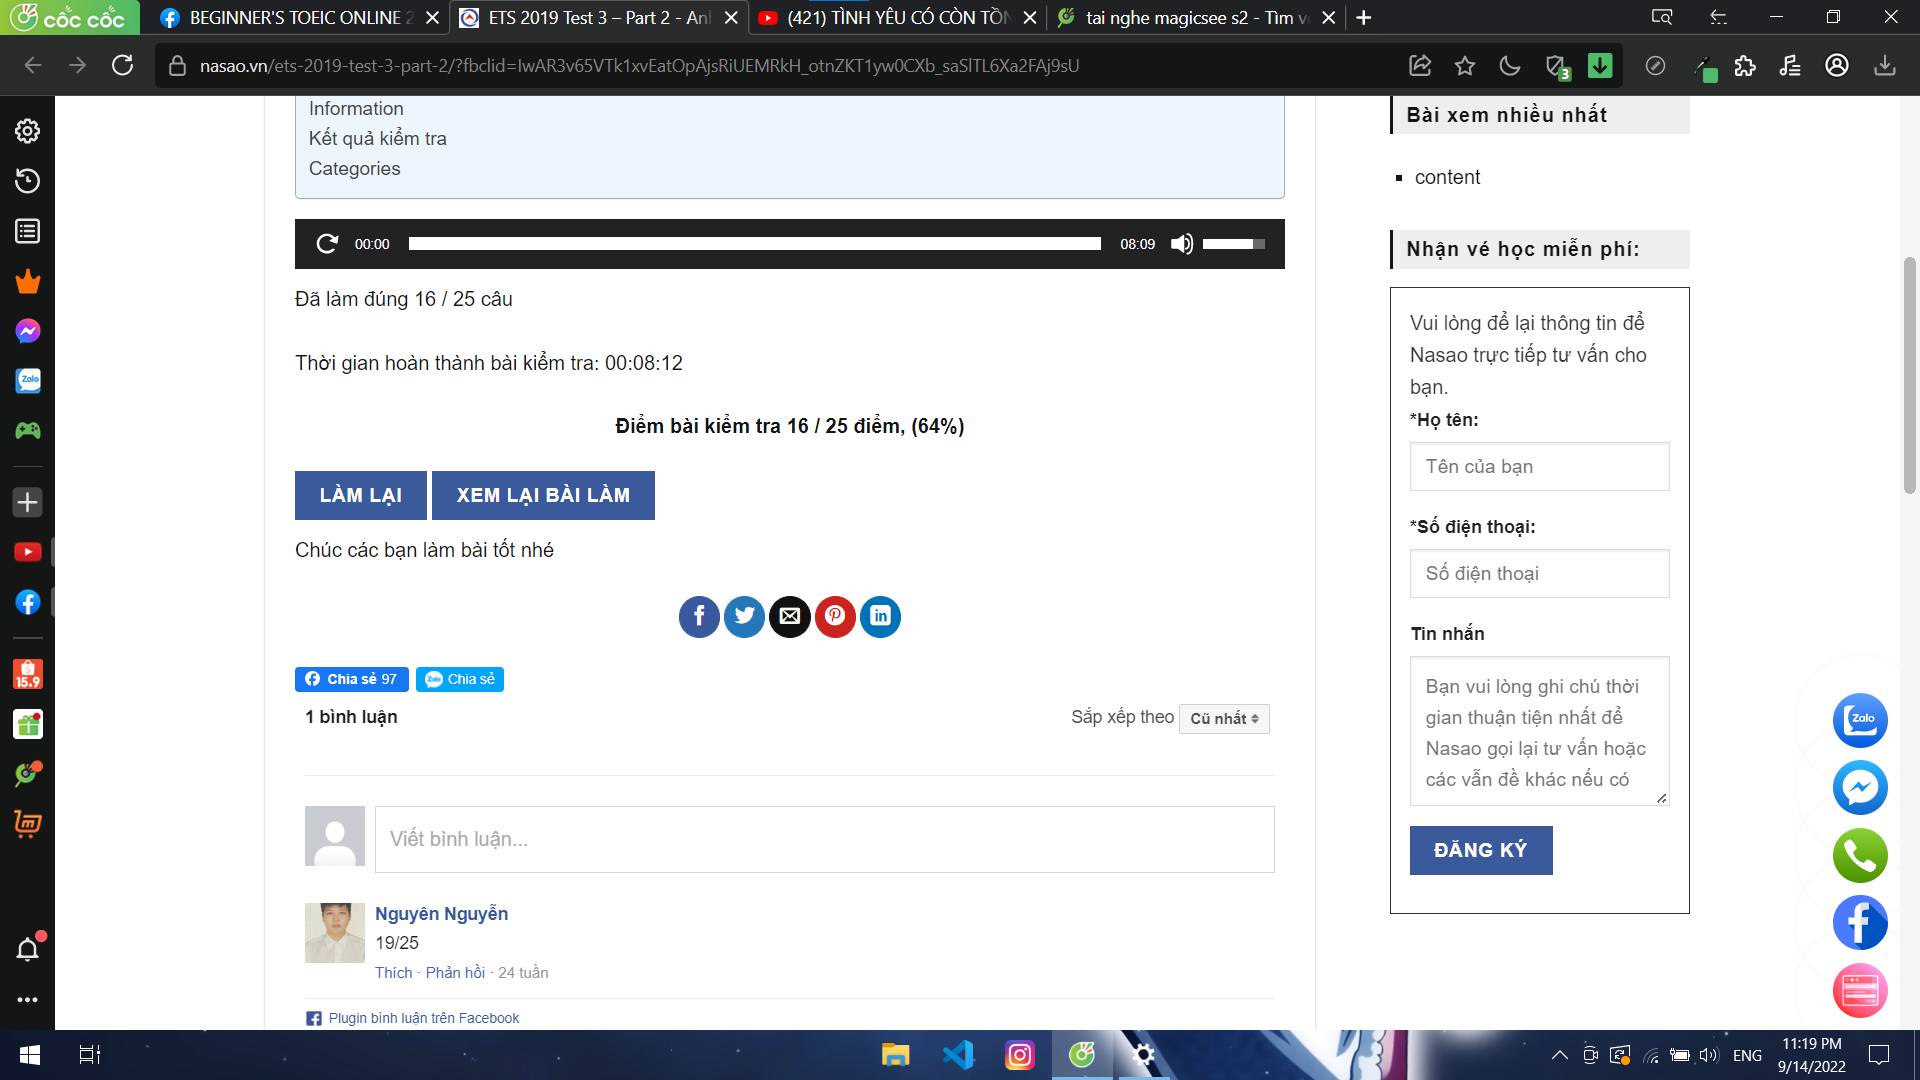 cốc cốc
BEGINNER'S TOEIC ONLINE 2
ETS 2019 Test 3 – Part 2 - Anh
(421) TÌNH YÊU CÓ CÒN TỒN
tai nghe magicsee s2 - Tìm v
nasao.vn/ets-2019-test-3-part-2/?fbclid=IwAR3v65VTk1xvEatOpAjsRiUEMRkH_otnZKT1yw0CXb_saSlTL6Xa2FAj9sU
3
Information
Kết quả kiểm tra
Categories
00:00
08:09
Đã làm đúng 16 / 25 câu
Thời gian hoàn thành bài kiểm tra: 00:08:12
Điểm bài kiểm tra 16 / 25 điểm, (64%)
LÀM LẠI
XEM LẠI BÀI LÀM
Chúc các bạn làm bài tốt nhé
Chia sẻ 97
Chia sẻ
1 bình luận
Sắp xếp theo
Cũ nhất
Viết bình luận...
Nguyên Nguyễn
19/25
Thích · Phản hồi · 24 tuần
Plugin bình luận trên Facebook
Bài xem nhiều nhất
content
Nhận vé học miễn phí:
Vui lòng để lại thông tin để
Nasao trực tiếp tư vấn cho
bạn.
*Họ tên:
Tên của bạn
*Số điện thoại:
Số điện thoại
Tin nhắn
Bạn vui lòng ghi chú thời
gian thuận tiện nhất để
Nasao gọi lại tư vấn hoặc
các vẫn đề khác nếu có
ĐĂNG KÝ
Zalo
Zalo
15.9
ENG
11:19 PM
9/14/2022